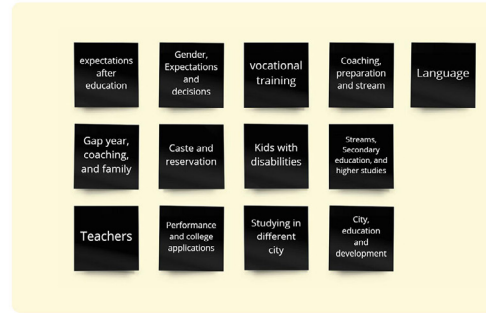 expectations
after
education
Gender,
Expectations
and
decisions
vocational
training
Coaching,
preparation
and stream
Language
Gap year,
coaching,
and family
Caste and
reservation
Kids with
disabilities
Streams,
Secondary
education, and
higher studies
Teachers
Performance
and college
applications
Studying in
different
city
City,
education
and
development